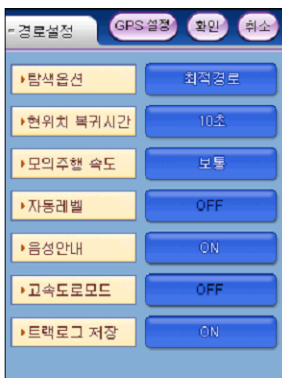 경로설정 GPS 설정 확인 취소
탐색옵션 최적경로
현위치 복귀시간 10초
모의주행 속도 보통
자동레벨 OFF
음성안내 ON
고속도로모드 OFF
트랙로그 저장 ON